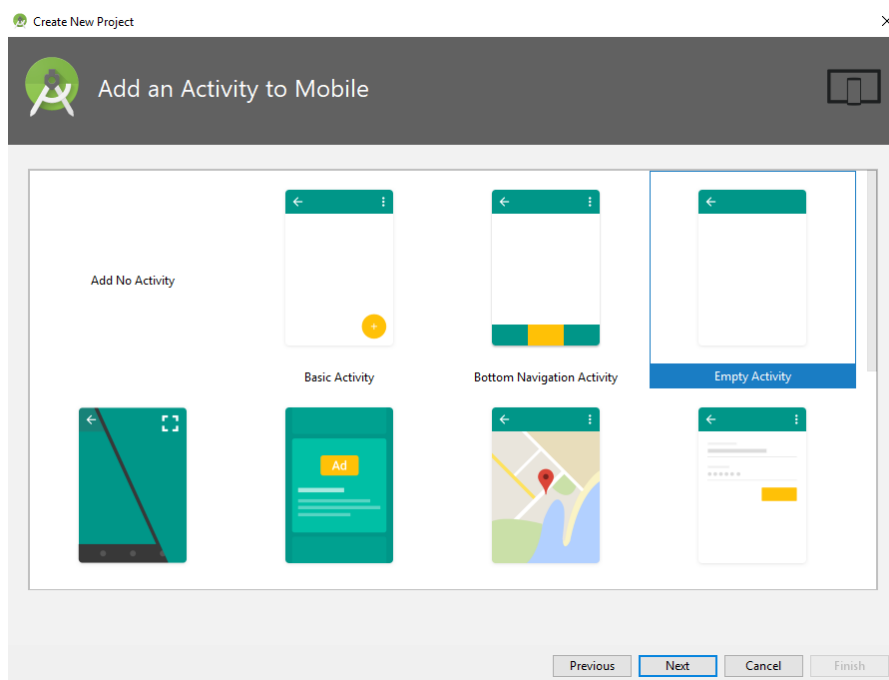 Create New Project
Add an Activity to Mobile
Add No Activity
Basic Activity
Bottom Navigation Activity
Empty Activity
Ad
Previous
Next
Cancel
Finish